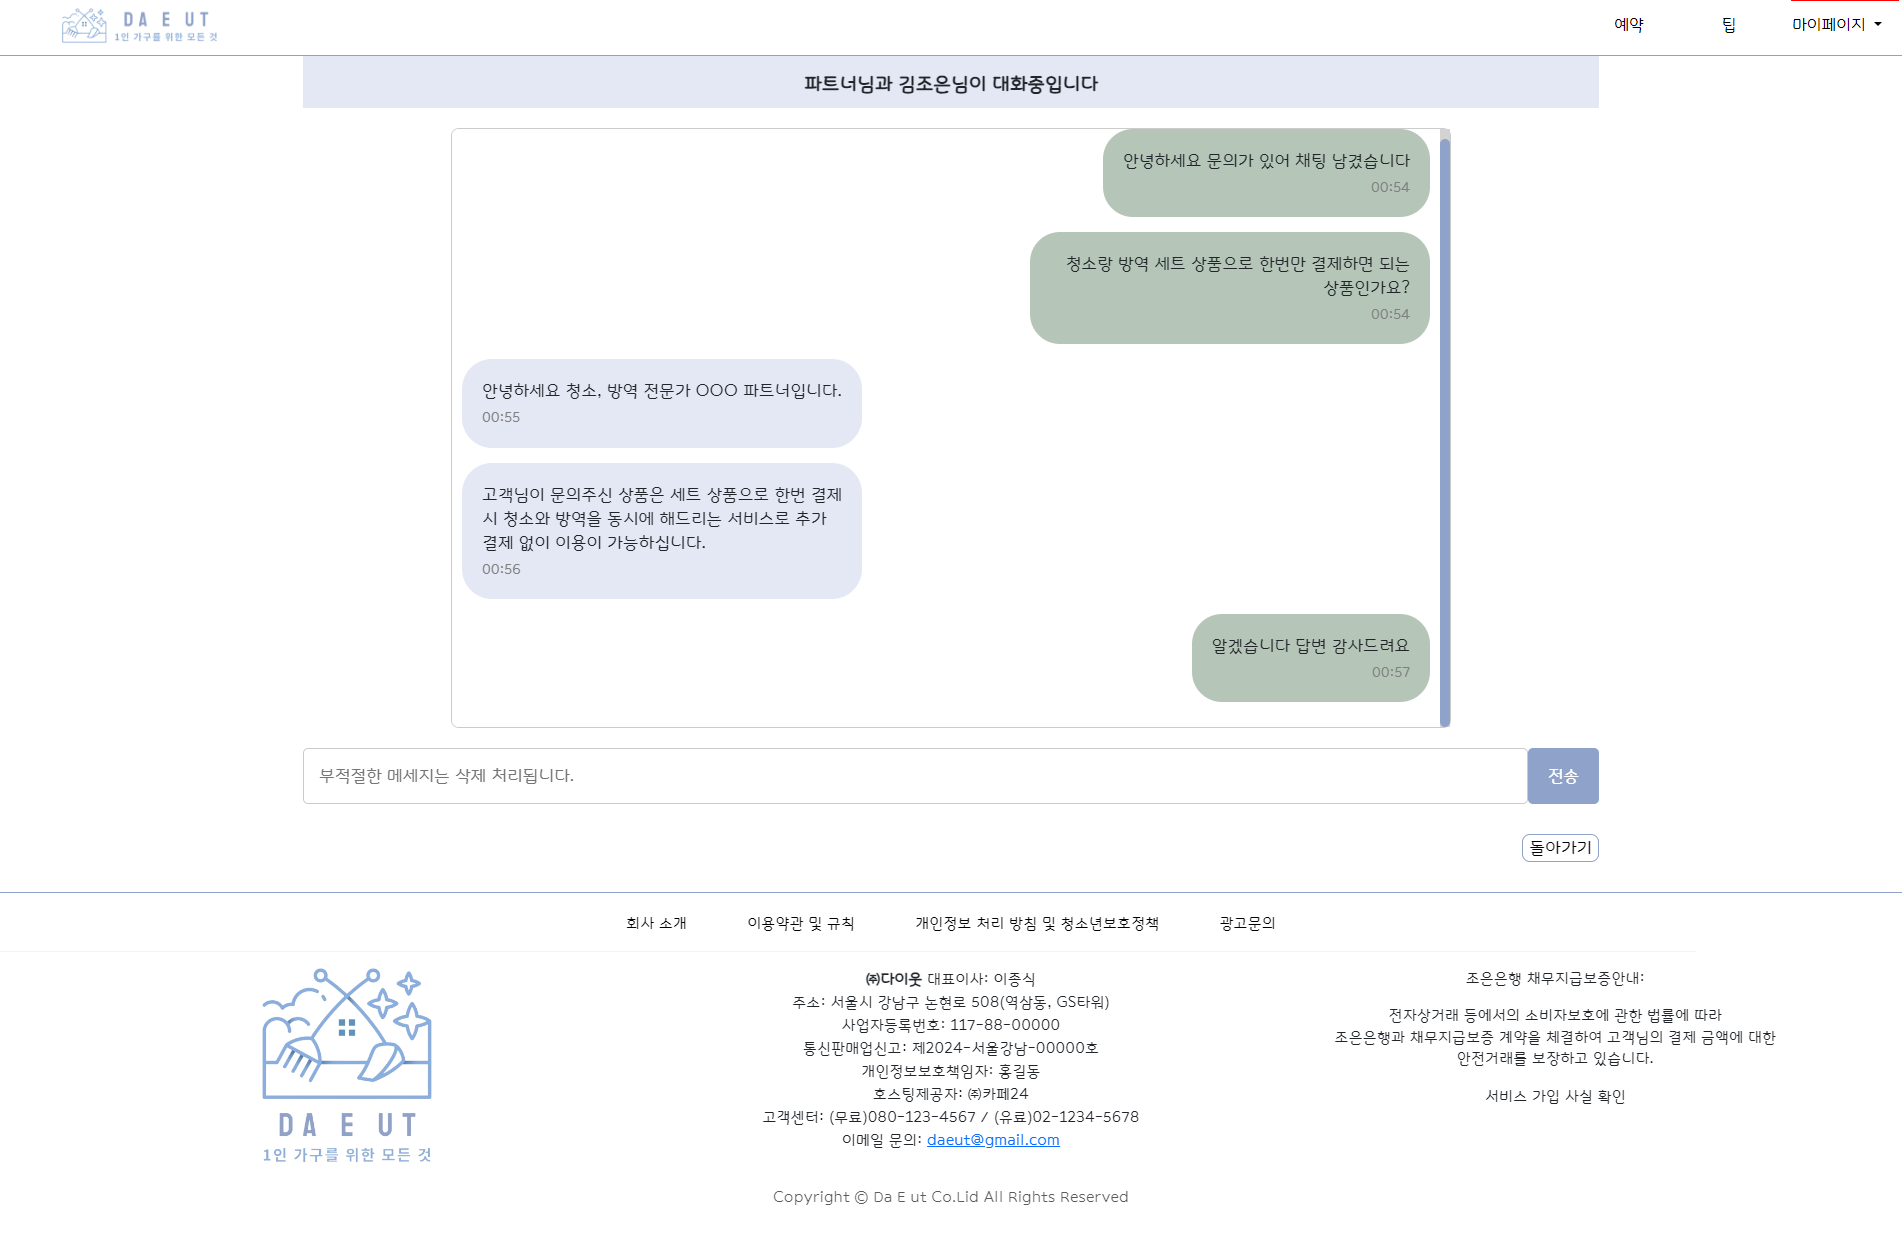 DA E UT
1인 가구를 위한 모든 것
예약
팁
마이페이지
파트너님과 김조은님이 대화중입니다
안녕하세요 문의가 있어 채팅 남겼습니다
00:54
청소랑 방역 세트 상품으로 한번만 결제하면 되는
상품인가요?
00:54
안녕하세요 청소, 방역 전문가 OOO 파트너입니다.
00:55
고객님이 문의주신 상품은 세트 상품으로 한번 결제
시 청소와 방역을 동시에 해드리는 서비스로 추가
결제 없이 이용이 가능하십니다.
00:56
알겠습니다 답변 감사드려요
00:57
부적절한 메세지는 삭제 처리됩니다.
전송
돌아가기
회사 소개
이용약관 및 규칙
개인정보 처리 방침 및 청소년보호정책
광고문의
DA E UT
1인 가구를 위한 모든 것
㈜다이웃 대표이사: 이종식
주소: 서울시 강남구 논현로 508(역삼동, GS타워)
사업자등록번호: 117-88-00000
통신판매업신고: 제2024-서울강남-00000호
개인정보보호책임자: 홍길동
호스팅제공자: ㈜카페24
고객센터: (무료)080-123-4567 / (유료)02-1234-5678
이메일 문의: daeut@gmail.com
조은은행 채무지급보증안내:
전자상거래 등에서의 소비자보호에 관한 법률에 따라
조은은행과 채무지급보증 계약을 체결하여 고객님의 결제 금액에 대한
안전거래를 보장하고 있습니다.
서비스 가입 사실 확인
Copyright © Da E ut Co.Lid All Rights Reserved